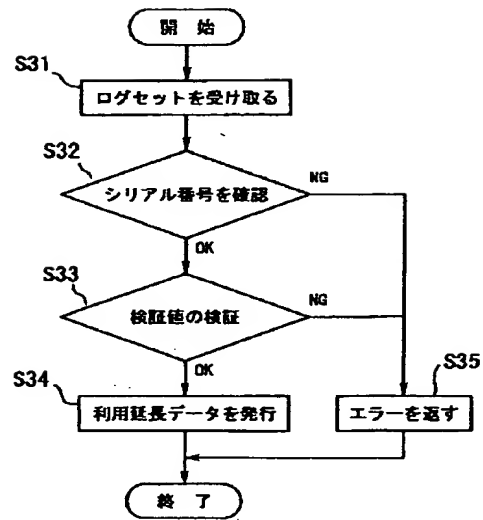 開 始
S31
ログセットを受け取る
S32
シリアル番号を確認
NG
OK
S33
検証値の検証
NG
OK
S34
利用延長データを発行
S35
エラーを返す
終 了